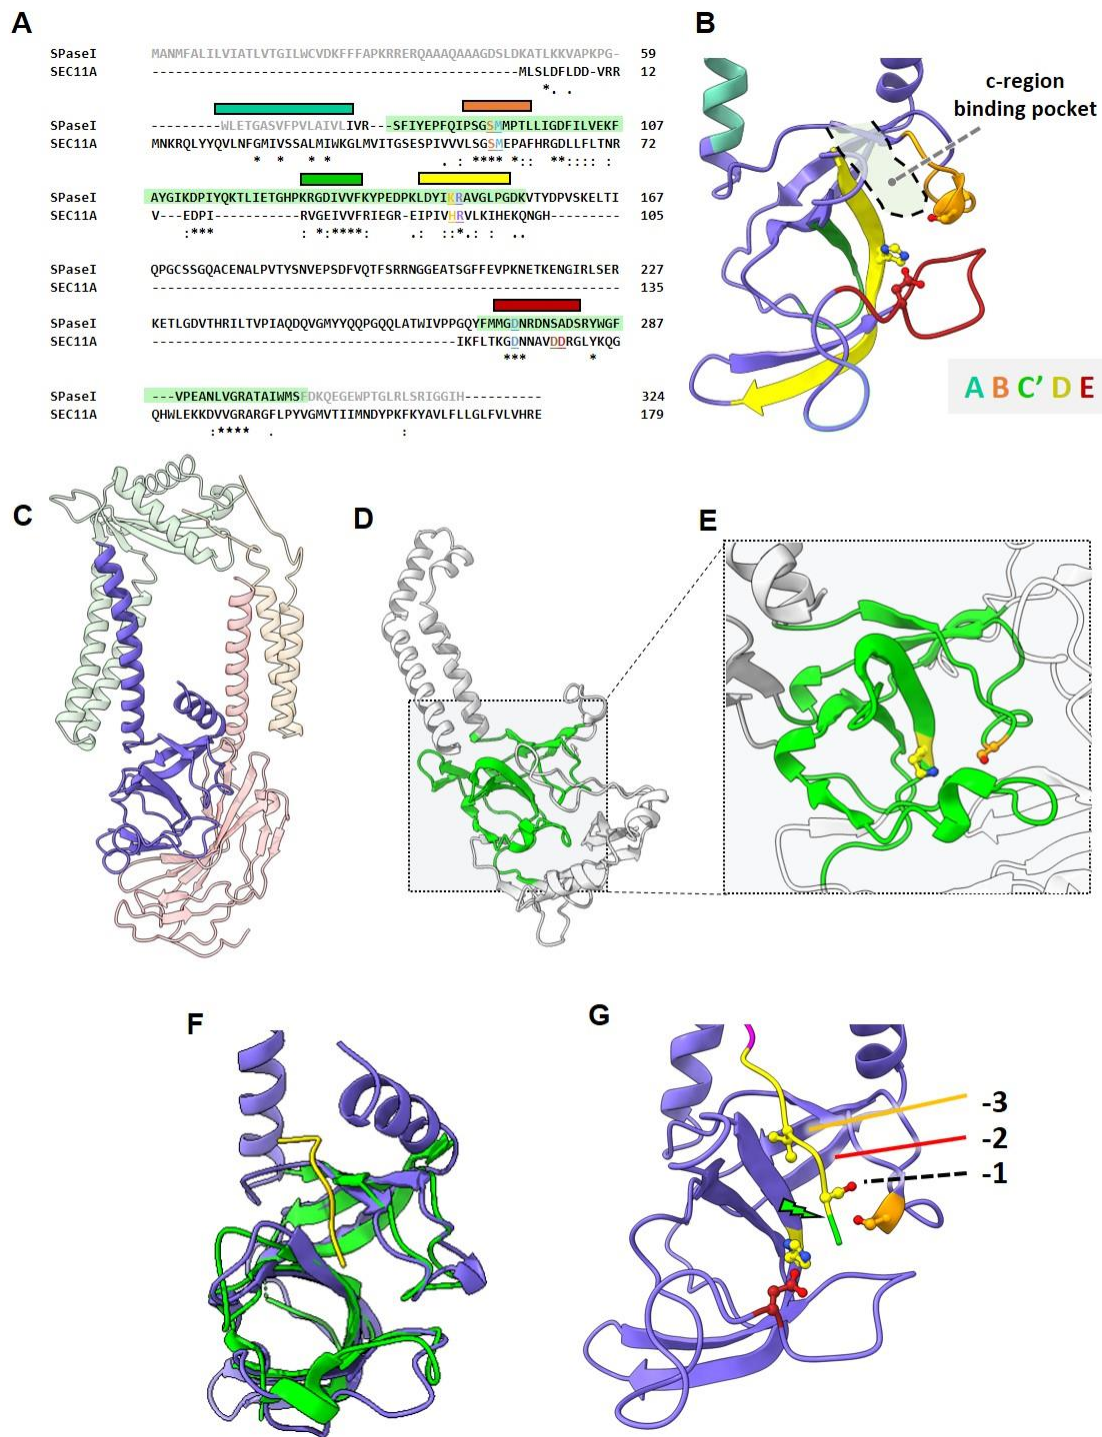 A
SPaseI MANMFALILVIATLVTGILWCVDKFFFAPKRRERQAAAQAAAGDSLDKATLKKVAPKPG- 59
SEC11A -----------------------------------------------MLSLDFLDD-VRR 12
*. .
SPaseI ---------WLETGASVFPVLAIVLIVR---SFIYEPFQIPSGSMMPTLLIGDFILVEKF 107
SEC11A MNKRQLYYQVLNFGMIVSSALMIWKGLMVITGSESPIVVVLSGSMEPAFHRGDLLFLTNR 72
* * * * . : **** *:: **:::: :
SPaseI AYGIKDPIYQKTLIETGHPKRGDIVVFKYPEDPKLDYIKRAVGLPGDKVTYDPVSKELTI 167
SEC11A V---EDPI-----------RVGEIVVFRIEGR-EIPIVHRVLKIHEKQNGH--------- 105
:*** : *:****: .: ::*.: : ..
SPaseI QPGCSSGQACENALPVTYSNVEPSDFVQTFSRRNGGEATSGFFEVPKNETKENGIRLSER 227
SEC11A ------------------------------------------------------------ 135
SPaseI KETLGDVTHRILTVPIAQDQVGMYYQQPGQQLATWIVPPGQYFMMGDNRDNSADSRYWGF 287
SEC11A ---------------------------------------IKFLTKGDNNAVDDRGLYKQG
*** *
SPaseI ---VPEANLVGRATAIWMSFDKQEGEWPTGLRLSRIGGIH--------- 324
SEC11A QHWLEKKDVVGRARGFLPYVGMVTIIMNDYPKFKYAVLFLLGLFVLVHRE 179
:**** . :
B
c-region
binding pocket
A B C’ D E
C
D
E
F
G
-3
-2
-1